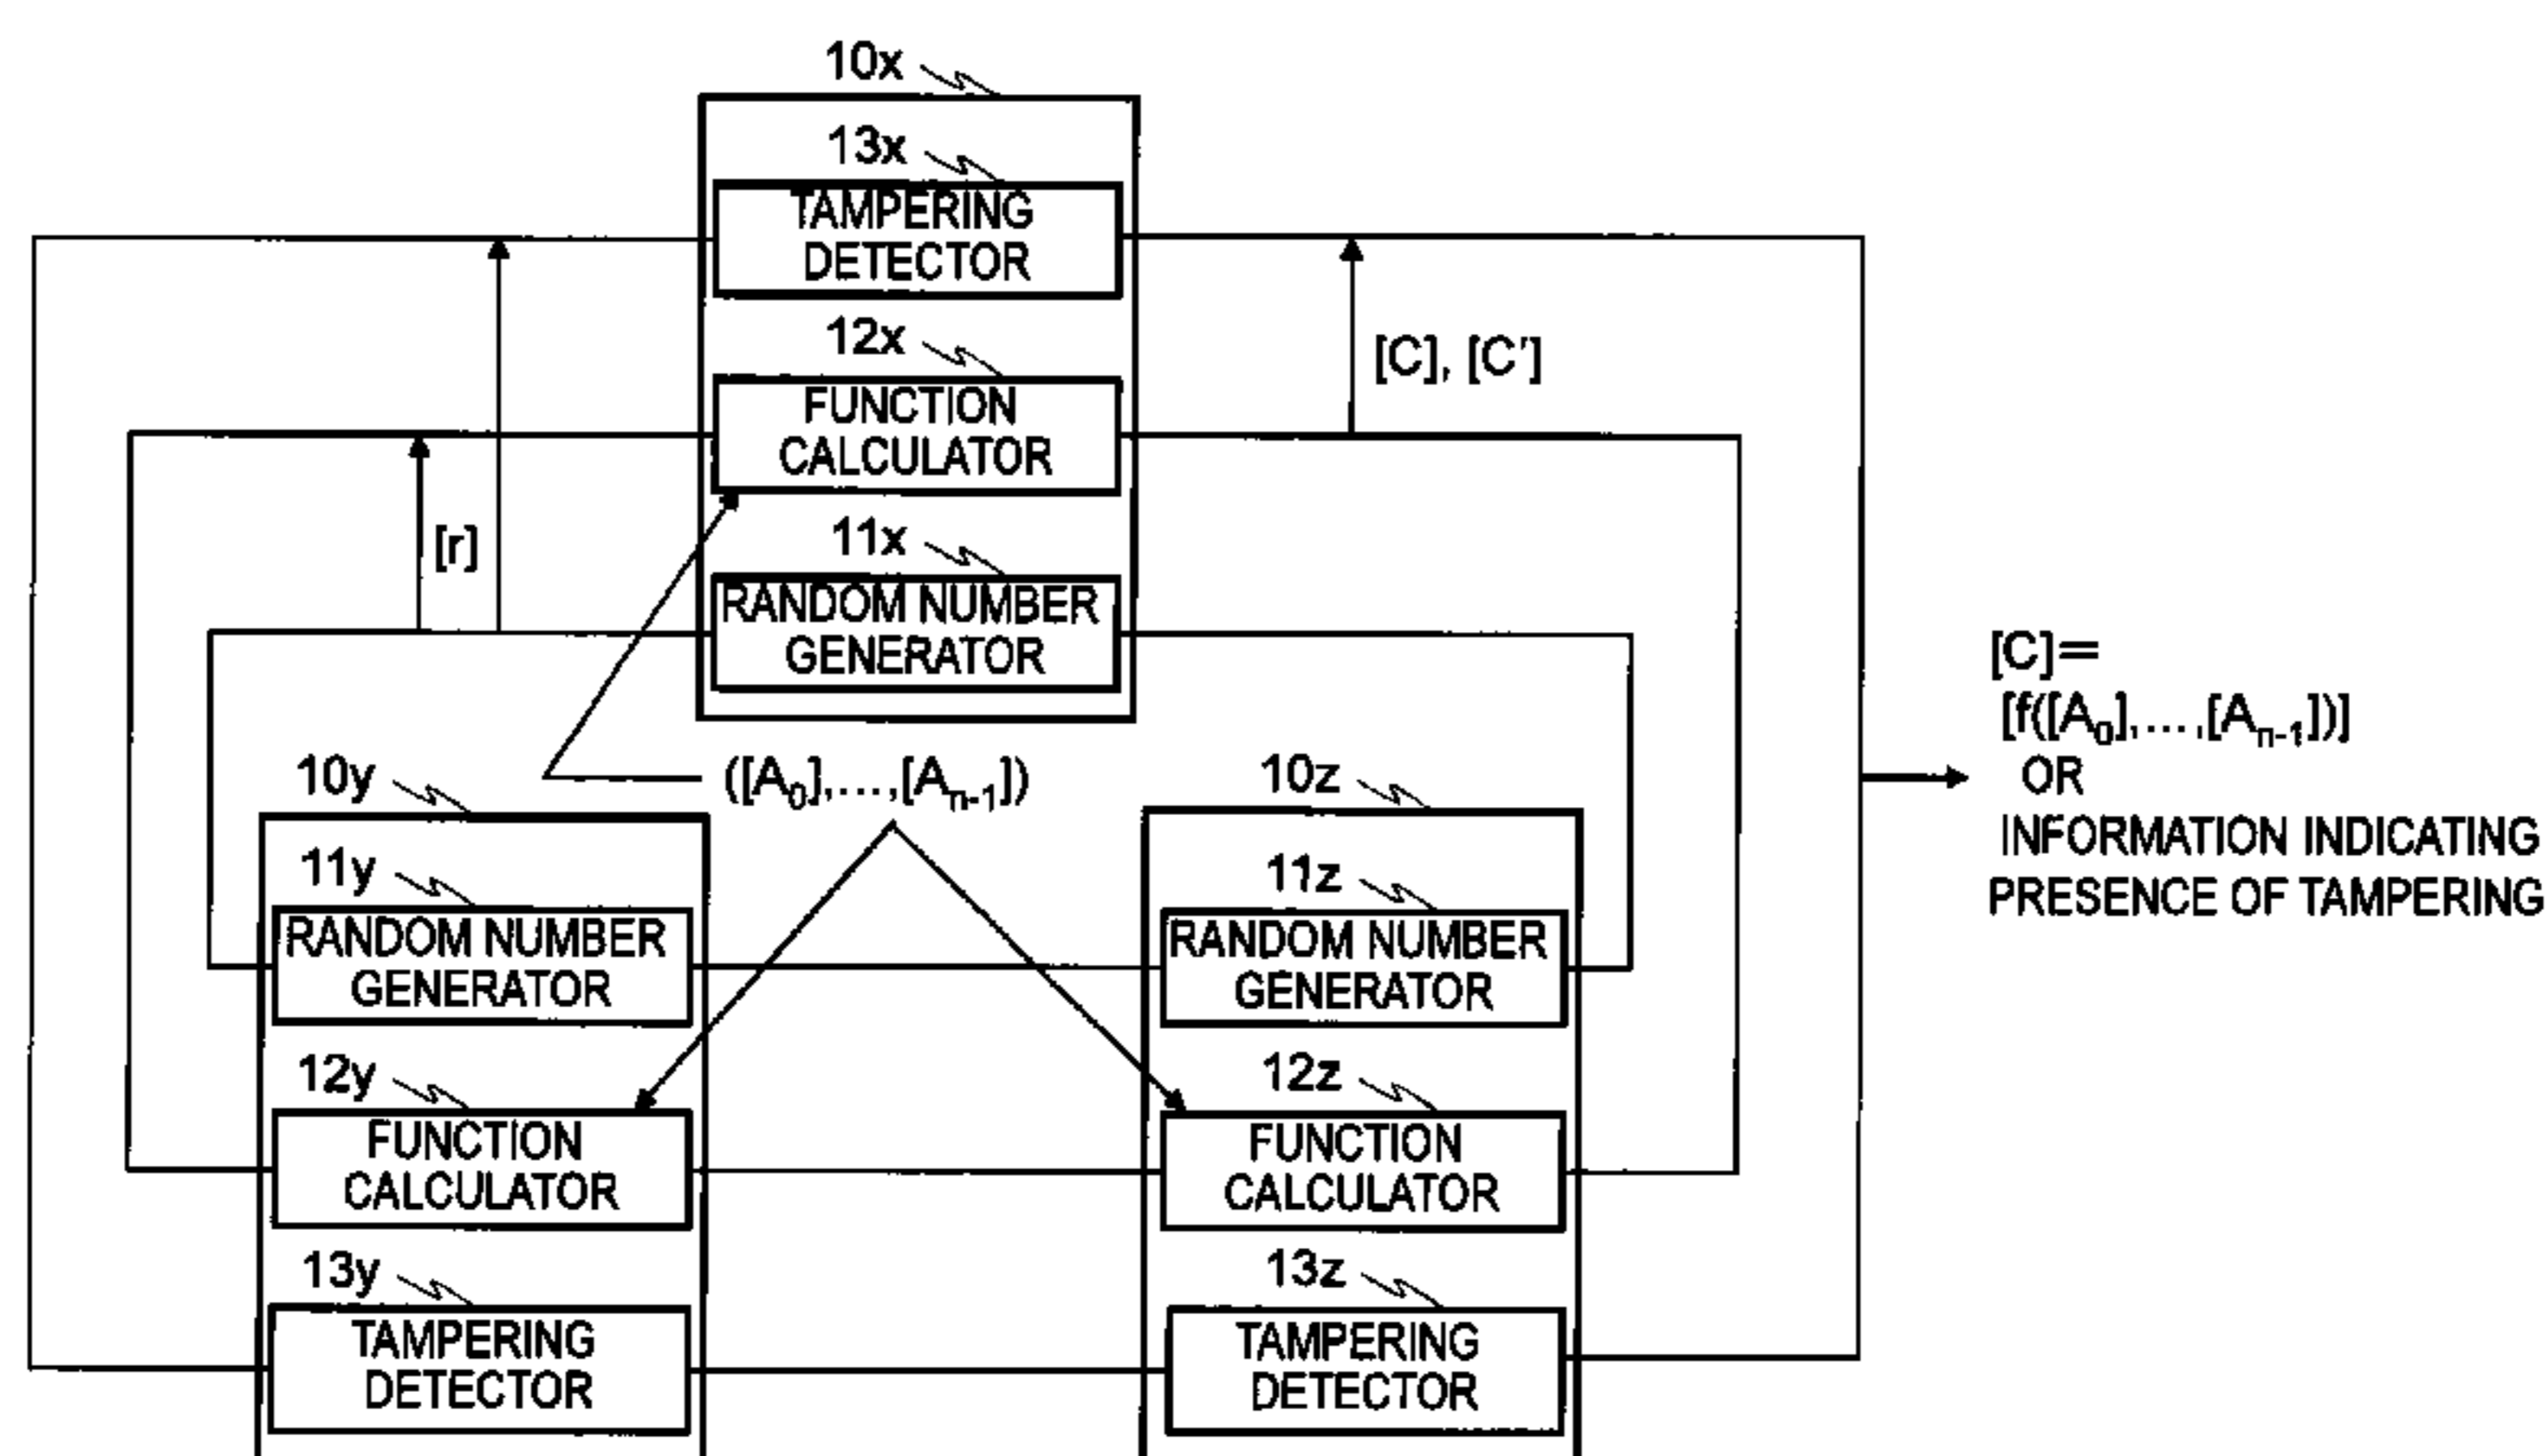 10x
13x
TAMPERING
DETECTOR
12x
[C], [C']
FUNCTION
CALCULATOR
[r]
11x
RANDOM NUMBER
GENERATOR
[C]=
[f([A0],...,[An-1])]
OR
INFORMATION INDICATING
PRESENCE OF TAMPERING
([A0],...,[An-1])
10y
11y
RANDOM NUMBER
GENERATOR
12y
FUNCTION
CALCULATOR
13y
TAMPERING
DETECTOR
10z
11z
RANDOM NUMBER
GENERATOR
12z
FUNCTION
CALCULATOR
13z
TAMPERING
DETECTOR